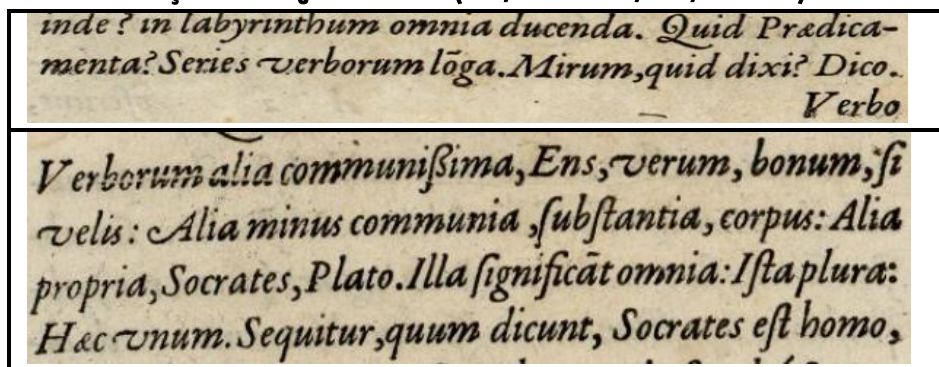 inde? in labyrinthum omnia ducenda. Quid Prædica-
menta? Series verborum lõga. Mirum, quid dixi? Dico.
Verbo
Verborum alia communißima, Ens, verum, bonum, ſi
velis: Alia minus communia, ſubſtantia, corpus: Alia
propria, Socrates, Plato. Illa ſignificãt omnia: Iſta plura:
Hæc vnum. Sequitur, quum dicunt, Socrates eſt homo,